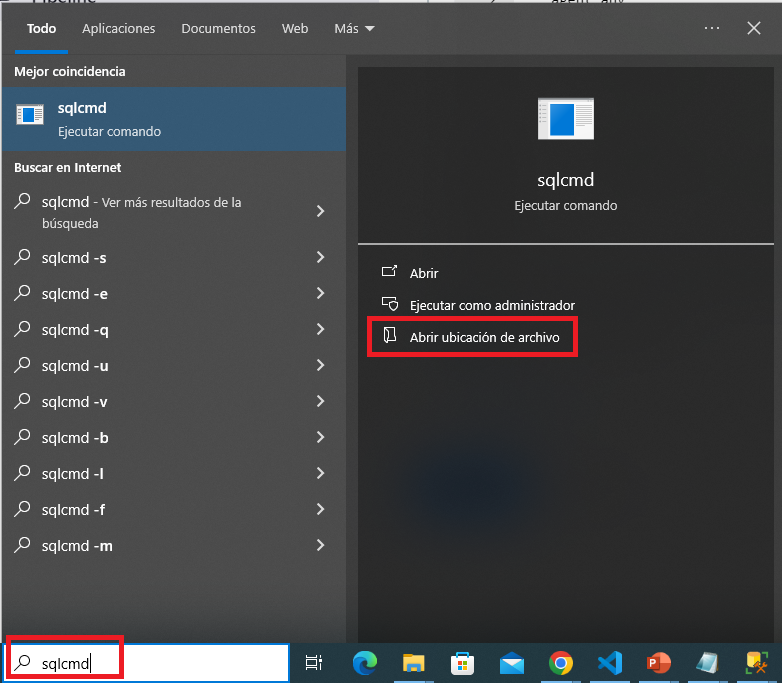 Todo Aplicaciones Documentos Web Más
Mejor coincidencia
sqlcmd
Ejecutar comando
Buscar en Internet
sqlcmd - Ver más resultados de la
búsqueda
sqlcmd -s
sqlcmd -e
sqlcmd -q
sqlcmd -u
sqlcmd -v
sqlcmd -b
sqlcmd -l
sqlcmd -f
sqlcmd -m
sqlcmd
Ejecutar comando
Abrir
Ejecutar como administrador
Abrir ubicación de archivo
sqlcmd